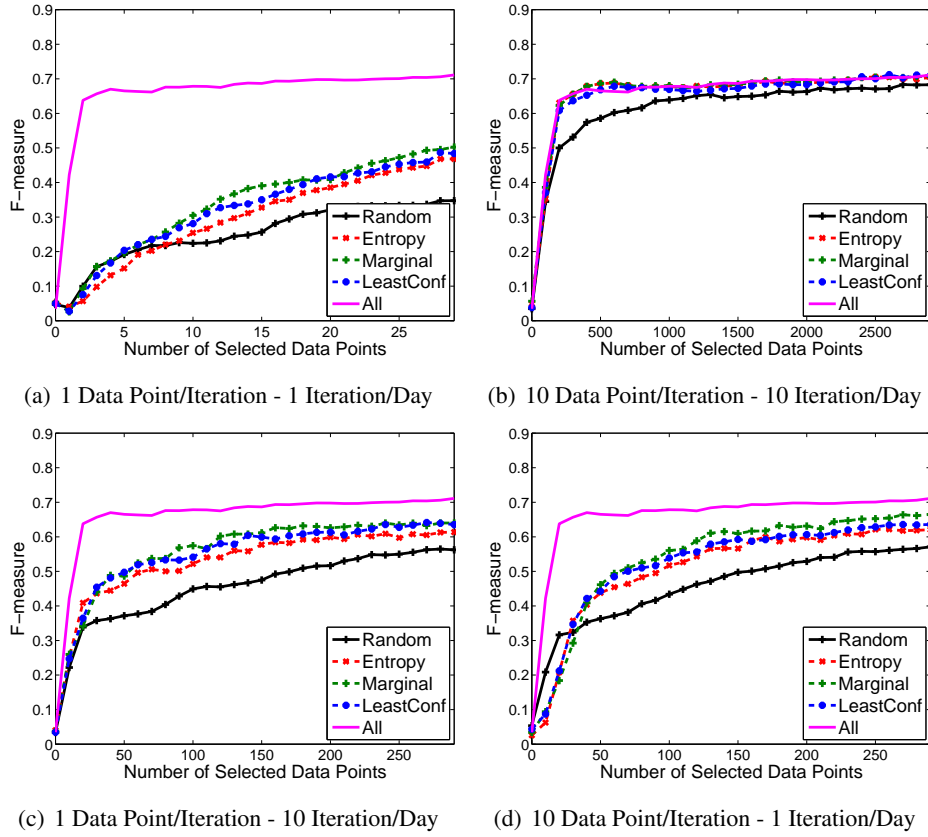 0.9
0.8
0.7
0.6
0.5
0.4
0.3
0.2
0.1
0
F-measure
0 5 10 15 20 25
Number of Selected Data Points
Random
Entropy
Marginal
LeastConf
All
(a) 1 Data Point/Iteration - 1 Iteration/Day
0.9
0.8
0.7
0.6
0.5
0.4
0.3
0.2
0.1
0
F-measure
0 500 1000 1500 2000 2500
Number of Selected Data Points
Random
Entropy
Marginal
LeastConf
All
(b) 10 Data Point/Iteration - 10 Iteration/Day
0.9
0.8
0.7
0.6
0.5
0.4
0.3
0.2
0.1
0
F-measure
0 50 100 150 200 250
Number of Selected Data Points
Random
Entropy
Marginal
LeastConf
All
(c) 1 Data Point/Iteration - 10 Iteration/Day
0.9
0.8
0.7
0.6
0.5
0.4
0.3
0.2
0.1
0
F-measure
0 50 100 150 200 250
Number of Selected Data Points
Random
Entropy
Marginal
LeastConf
All
(d) 10 Data Point/Iteration - 1 Iteration/Day